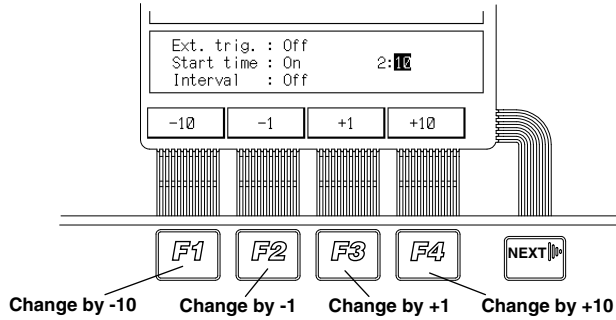 Ext. trig. : Off
Start time : On 2:10
Interval : Off
-10 -1 +1 +10
F1 F2 F3 F4 NEXT
Change by -10 Change by -1 Change by +1 Change by +10